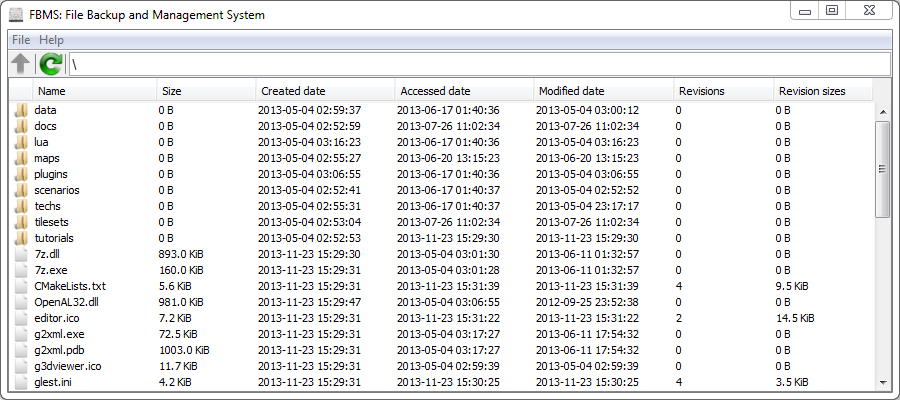 FBMS: File Backup and Management System
File Help
\
Name Size Created date Accessed date Modified date Revisions Revision sizes
data 0 B 2013-05-04 02:59:37 2013-06-17 01:40:36 2013-05-04 03:00:12 0 0 B
docs 0 B 2013-05-04 02:52:59 2013-07-26 11:02:34 2013-07-26 11:02:34 0 0 B
lua 0 B 2013-05-04 03:16:23 2013-06-17 01:40:36 2013-05-04 03:16:23 0 0 B
maps 0 B 2013-05-04 02:55:27 2013-06-20 13:15:23 2013-06-20 13:15:23 0 0 B
plugins 0 B 2013-05-04 03:06:55 2013-06-17 01:40:36 2013-05-04 03:06:55 0 0 B
scenarios 0 B 2013-05-04 02:52:41 2013-06-17 01:40:37 2013-05-04 02:52:52 0 0 B
techs 0 B 2013-05-04 02:55:31 2013-06-17 01:40:37 2013-05-04 23:17:17 0 0 B
tilesets 0 B 2013-05-04 02:53:04 2013-07-26 11:02:34 2013-07-26 11:02:34 0 0 B
tutorials 0 B 2013-05-04 02:52:53 2013-11-23 15:29:30 2013-11-23 15:29:30 0 0 B
7z.dll 893.0 KiB 2013-11-23 15:29:30 2013-05-04 03:01:30 2013-06-11 01:32:57 0 0 B
7z.exe 160.0 KiB 2013-11-23 15:29:31 2013-05-04 03:01:28 2013-06-11 01:32:57 0 0 B
CMakeLists.txt 5.6 KiB 2013-11-23 15:29:31 2013-11-23 15:31:39 2013-11-23 15:31:39 4 9.5 KiB
OpenAL32.dll 981.0 KiB 2013-11-23 15:29:47 2013-05-04 03:06:55 2012-09-25 23:52:38 0 0 B
editor.ico 7.2 KiB 2013-11-23 15:29:31 2013-11-23 15:31:22 2013-11-23 15:31:22 2 14.5 KiB
g2xml.exe 72.5 KiB 2013-11-23 15:29:31 2013-05-04 03:17:27 2013-06-11 17:54:32 0 0 B
g2xml.pdb 1003.0 KiB 2013-11-23 15:29:31 2013-05-04 03:17:27 2013-06-11 17:54:32 0 0 B
g3dviewer.ico 11.7 KiB 2013-11-23 15:29:31 2013-05-04 02:59:39 2013-05-04 02:59:39 0 0 B
glest.ini 4.2 KiB 2013-11-23 15:29:31 2013-11-23 15:30:25 2013-11-23 15:30:25 4 3.5 KiB